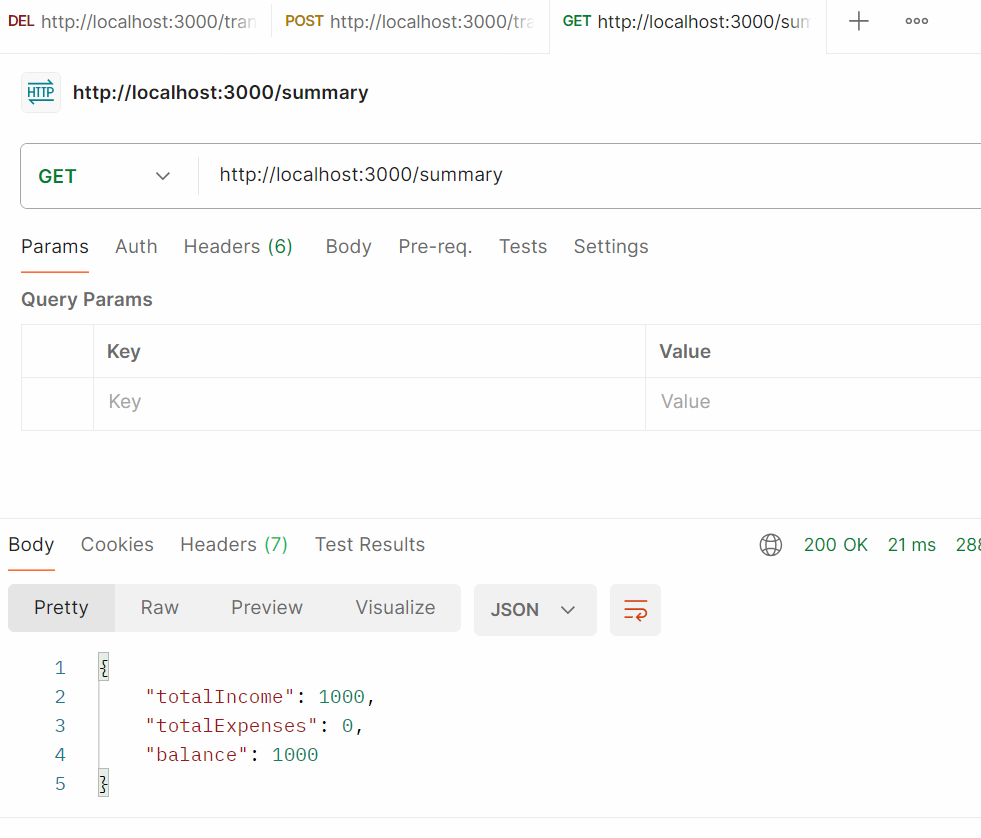 DEL http://localhost:3000/tran POST http://localhost:3000/tra GET http://localhost:3000/sum
HTTP http://localhost:3000/summary
GET http://localhost:3000/summary
Params Auth Headers (6) Body Pre-req. Tests Settings
Query Params
Key Value
Key Value
Body Cookies Headers (7) Test Results 200 OK 21 ms 288
Pretty Raw Preview Visualize JSON
1 {
2 "totalIncome": 1000,
3 "totalExpenses": 0,
4 "balance": 1000
5 }